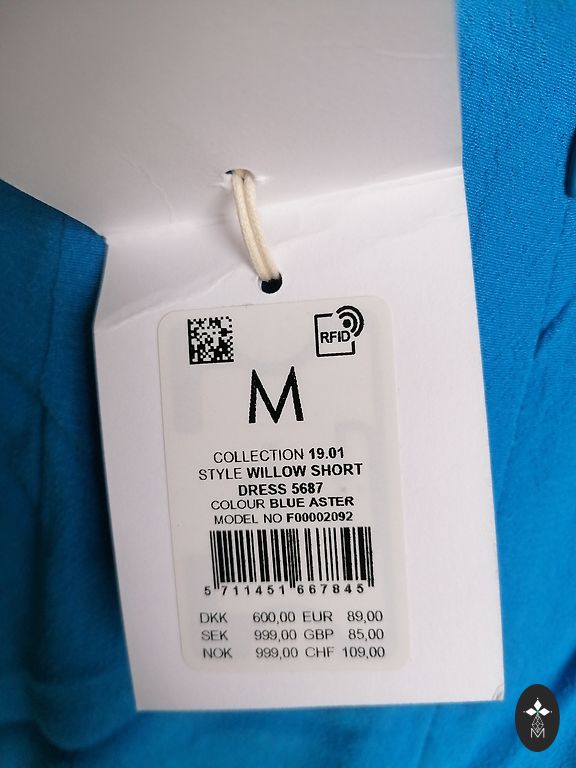 RFID
M
COLLECTION 19.01
STYLE WILLOW SHORT
DRESS 5687
COLOUR BLUE ASTER
MODEL NO F00002092
5 711451 667845
DKK 600,00 EUR 89,00
SEK 999,00 GBP 85,00
NOK 999,00 CHF 109,00
M